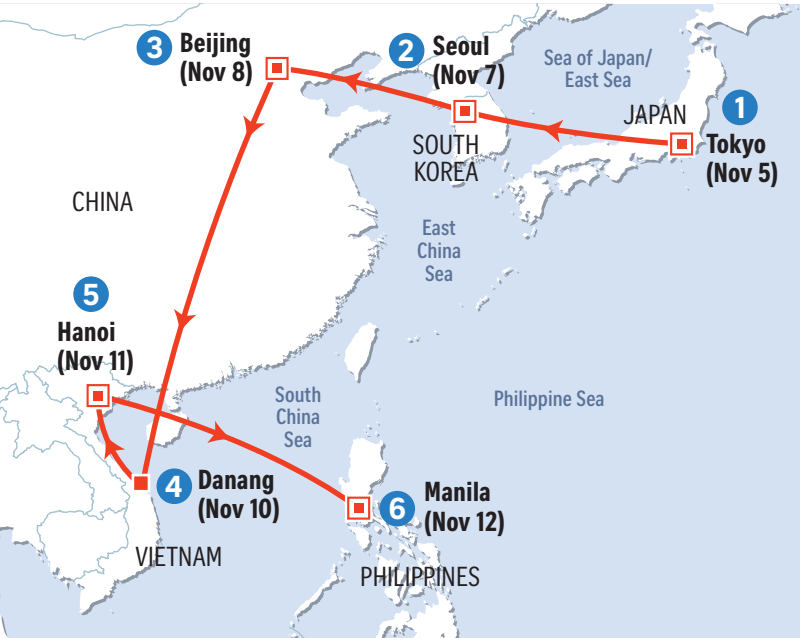 3
Beijing
(Nov 8)
2
Seoul
(Nov 7)
Sea of Japan/
East Sea
JAPAN
1
Tokyo
(Nov 5)
SOUTH
KOREA
CHINA
East
China
Sea
5
Hanoi
(Nov 11)
South
China
Sea
Philippine Sea
4
Danang
(Nov 10)
6
Manila
(Nov 12)
VIETNAM
PHILIPPINES